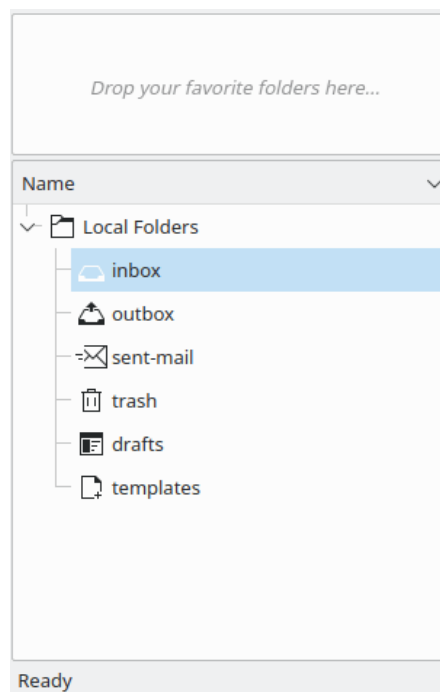 Drop your favorite folders here...
Name
Local Folders
inbox
outbox
sent-mail
trash
drafts
templates
Ready